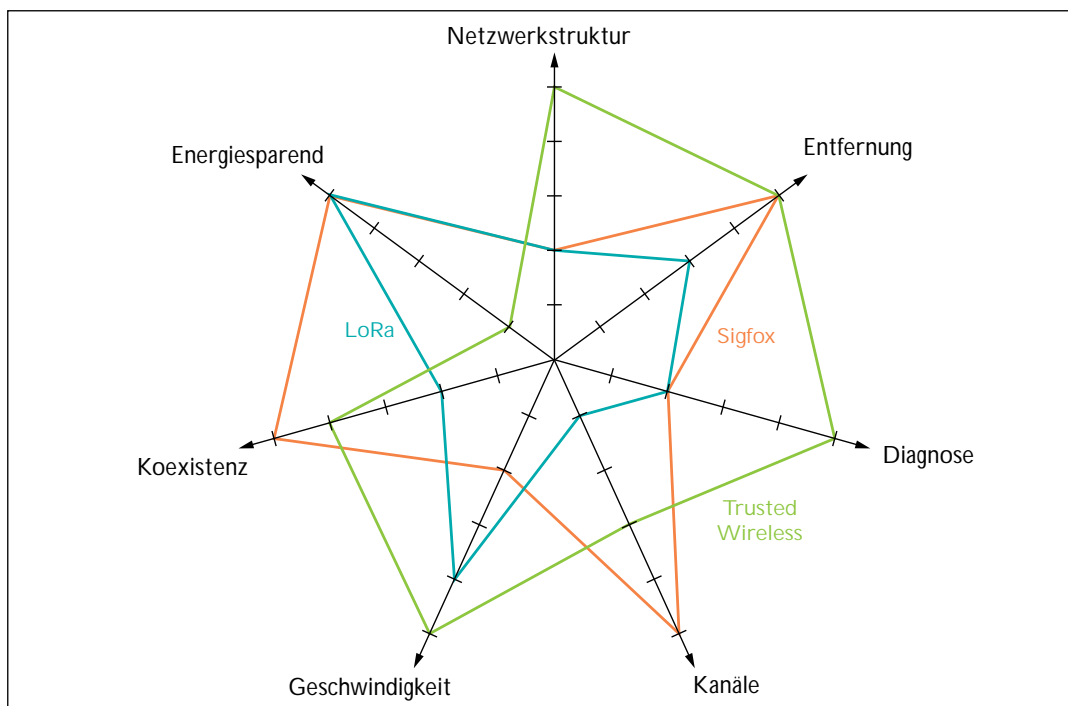 Netzwerkstruktur
Entfernung
Energiesparend
LoRa
Sigfox
Koexistenz
Diagnose
Trusted
Wireless
Geschwindigkeit
Kanäle